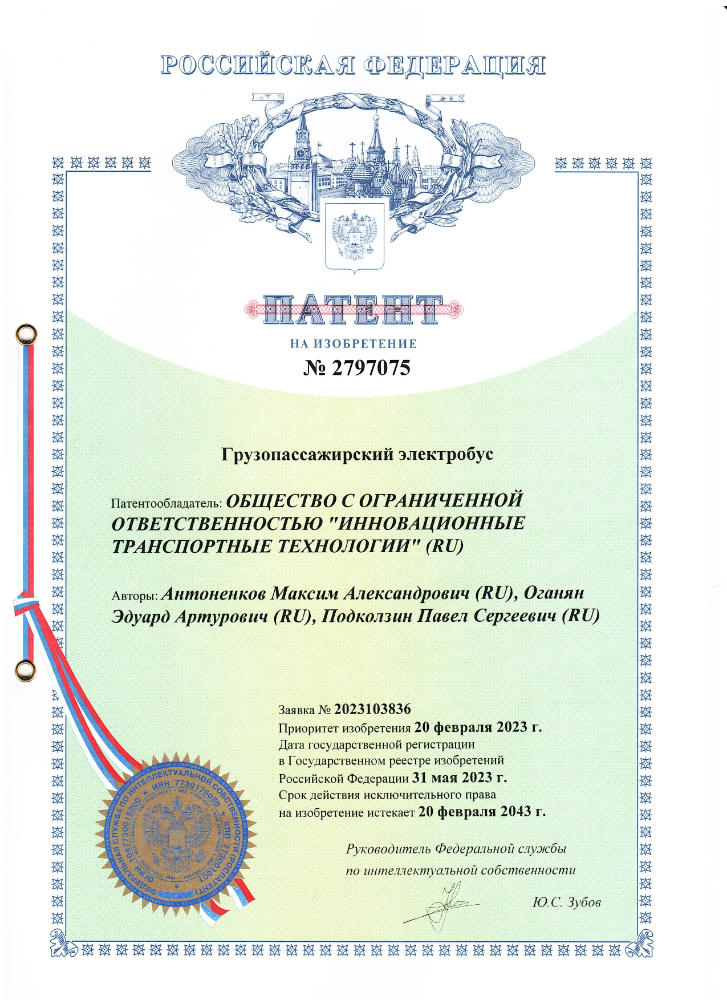 РОССИЙСКАЯ ФЕДЕРАЦИЯ
ПАТЕНТ
НА ИЗОБРЕТЕНИЕ
№ 2797075
Грузопассажирский электробус
Патентообладатель: ОБЩЕСТВО С ОГРАНИЧЕННОЙ
ОТВЕТСТВЕННОСТЬЮ "ИННОВАЦИОННЫЕ
ТРАНСПОРТНЫЕ ТЕХНОЛОГИИ" (RU)
Авторы: Антоненков Максим Александрович (RU), Оганян
Эдуард Артурович (RU), Подколзин Павел Сергеевич (RU)
Заявка № 2023103836
Приоритет изобретения 20 февраля 2023 г.
Дата государственной регистрации
в Государственном реестре изобретений
Российской Федерации 31 мая 2023 г.
Срок действия исключительного права
на изобретение истекает 20 февраля 2043 г.
Руководитель Федеральной службы
по интеллектуальной собственности
Ю.С. Зубов
ФЕДЕРАЛЬНАЯ СЛУЖБА ПО ИНТЕЛЛЕКТУАЛЬНОЙ СОБСТВЕННОСТИ (РОСПАТЕНТ)
ОГРН 1047730015200 * ИНН 7730176088 * КПП 773001001 *